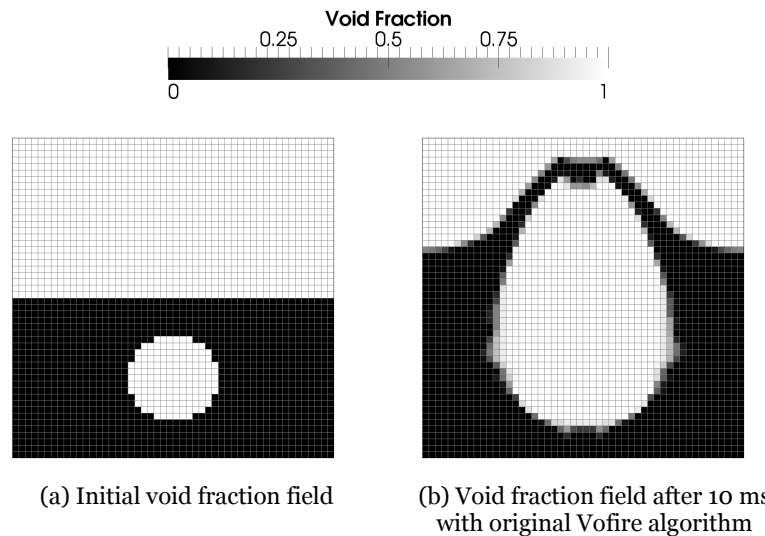 Void Fraction
0.25 0.5 0.75
0 1
(a) Initial void fraction field
(b) Void fraction field after 10 ms
with original Vofire algorithm